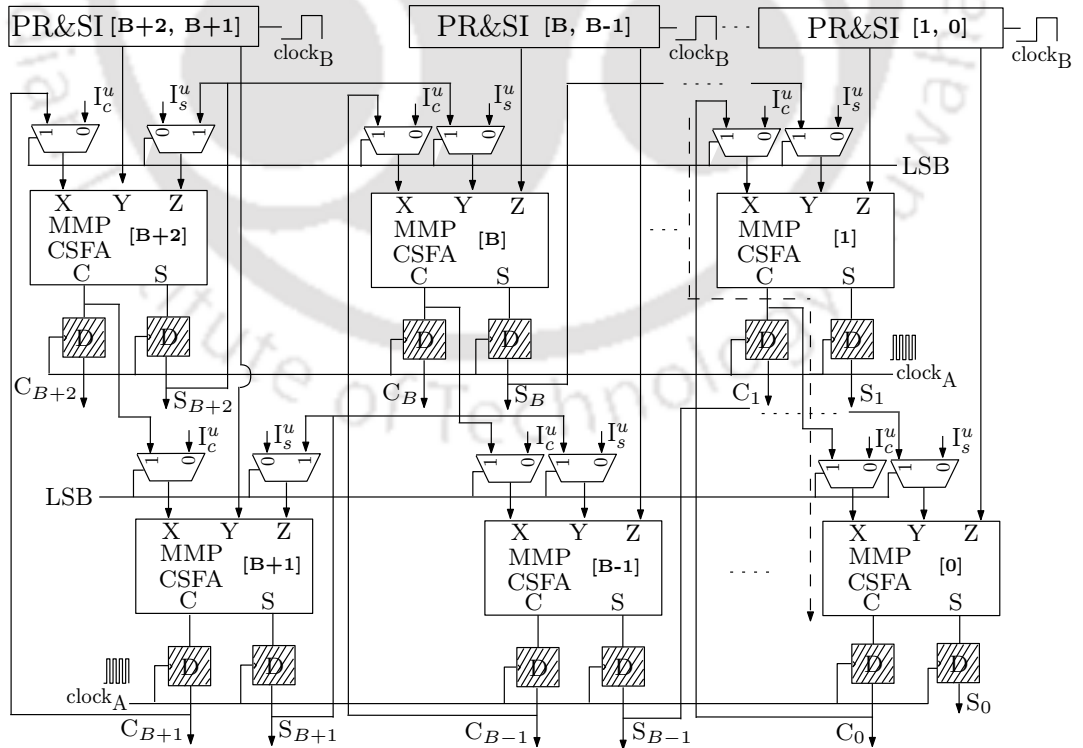 PR&SI [B+2, B+1]
clock_B
PR&SI [B, B-1]
clock_B
PR&SI [1, 0]
clock_B
I_c^u
I_s^u
I_c^u
I_s^u
I_c^u
I_s^u
1 0
0 1
1 0
1 0
1 0
1 0
LSB
X Y Z
MMP
CSFA
[B+2]
C S
X Y Z
MMP
CSFA
[B]
C S
X Y Z
MMP
CSFA
[1]
C S
D
D
D
D
D
D
clock_A
C_{B+2}
S_{B+2}
C_B
S_B
C_1
S_1
I_c^u
I_s^u
I_c^u
I_s^u
I_c^u
I_s^u
1 0
0 1
1 0
1 0
1 0
1 0
LSB
X Y Z
MMP
CSFA
[B+1]
C S
X Y Z
MMP
CSFA
[B-1]
C S
X Y Z
MMP
CSFA
[0]
C S
D
D
D
D
D
D
clock_A
C_{B+1}
S_{B+1}
C_{B-1}
S_{B-1}
C_0
S_0
itute of Technology
uwah